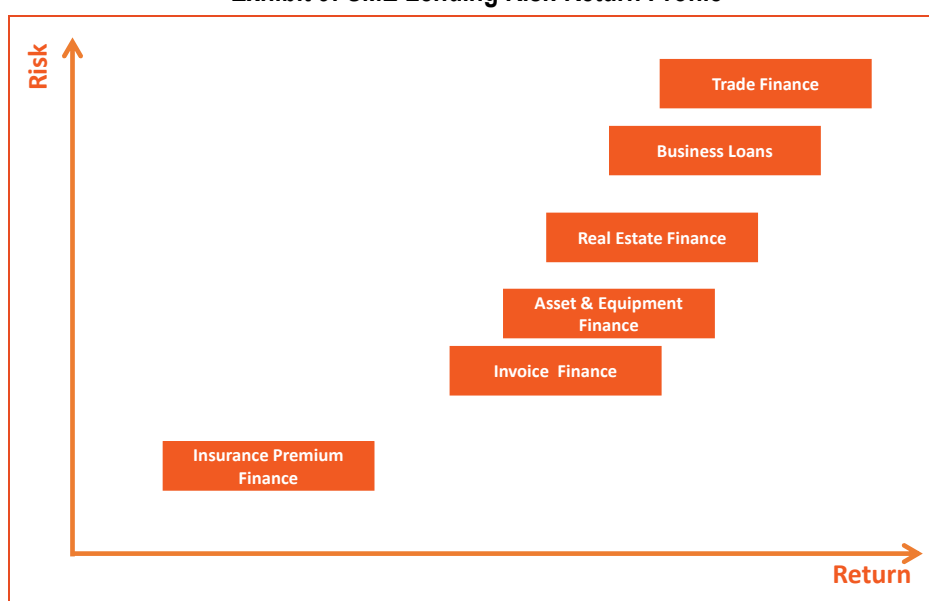 Risk
Trade Finance
Business Loans
Real Estate Finance
Asset & Equipment
Finance
Invoice  Finance
Insurance Premium
Finance
Return